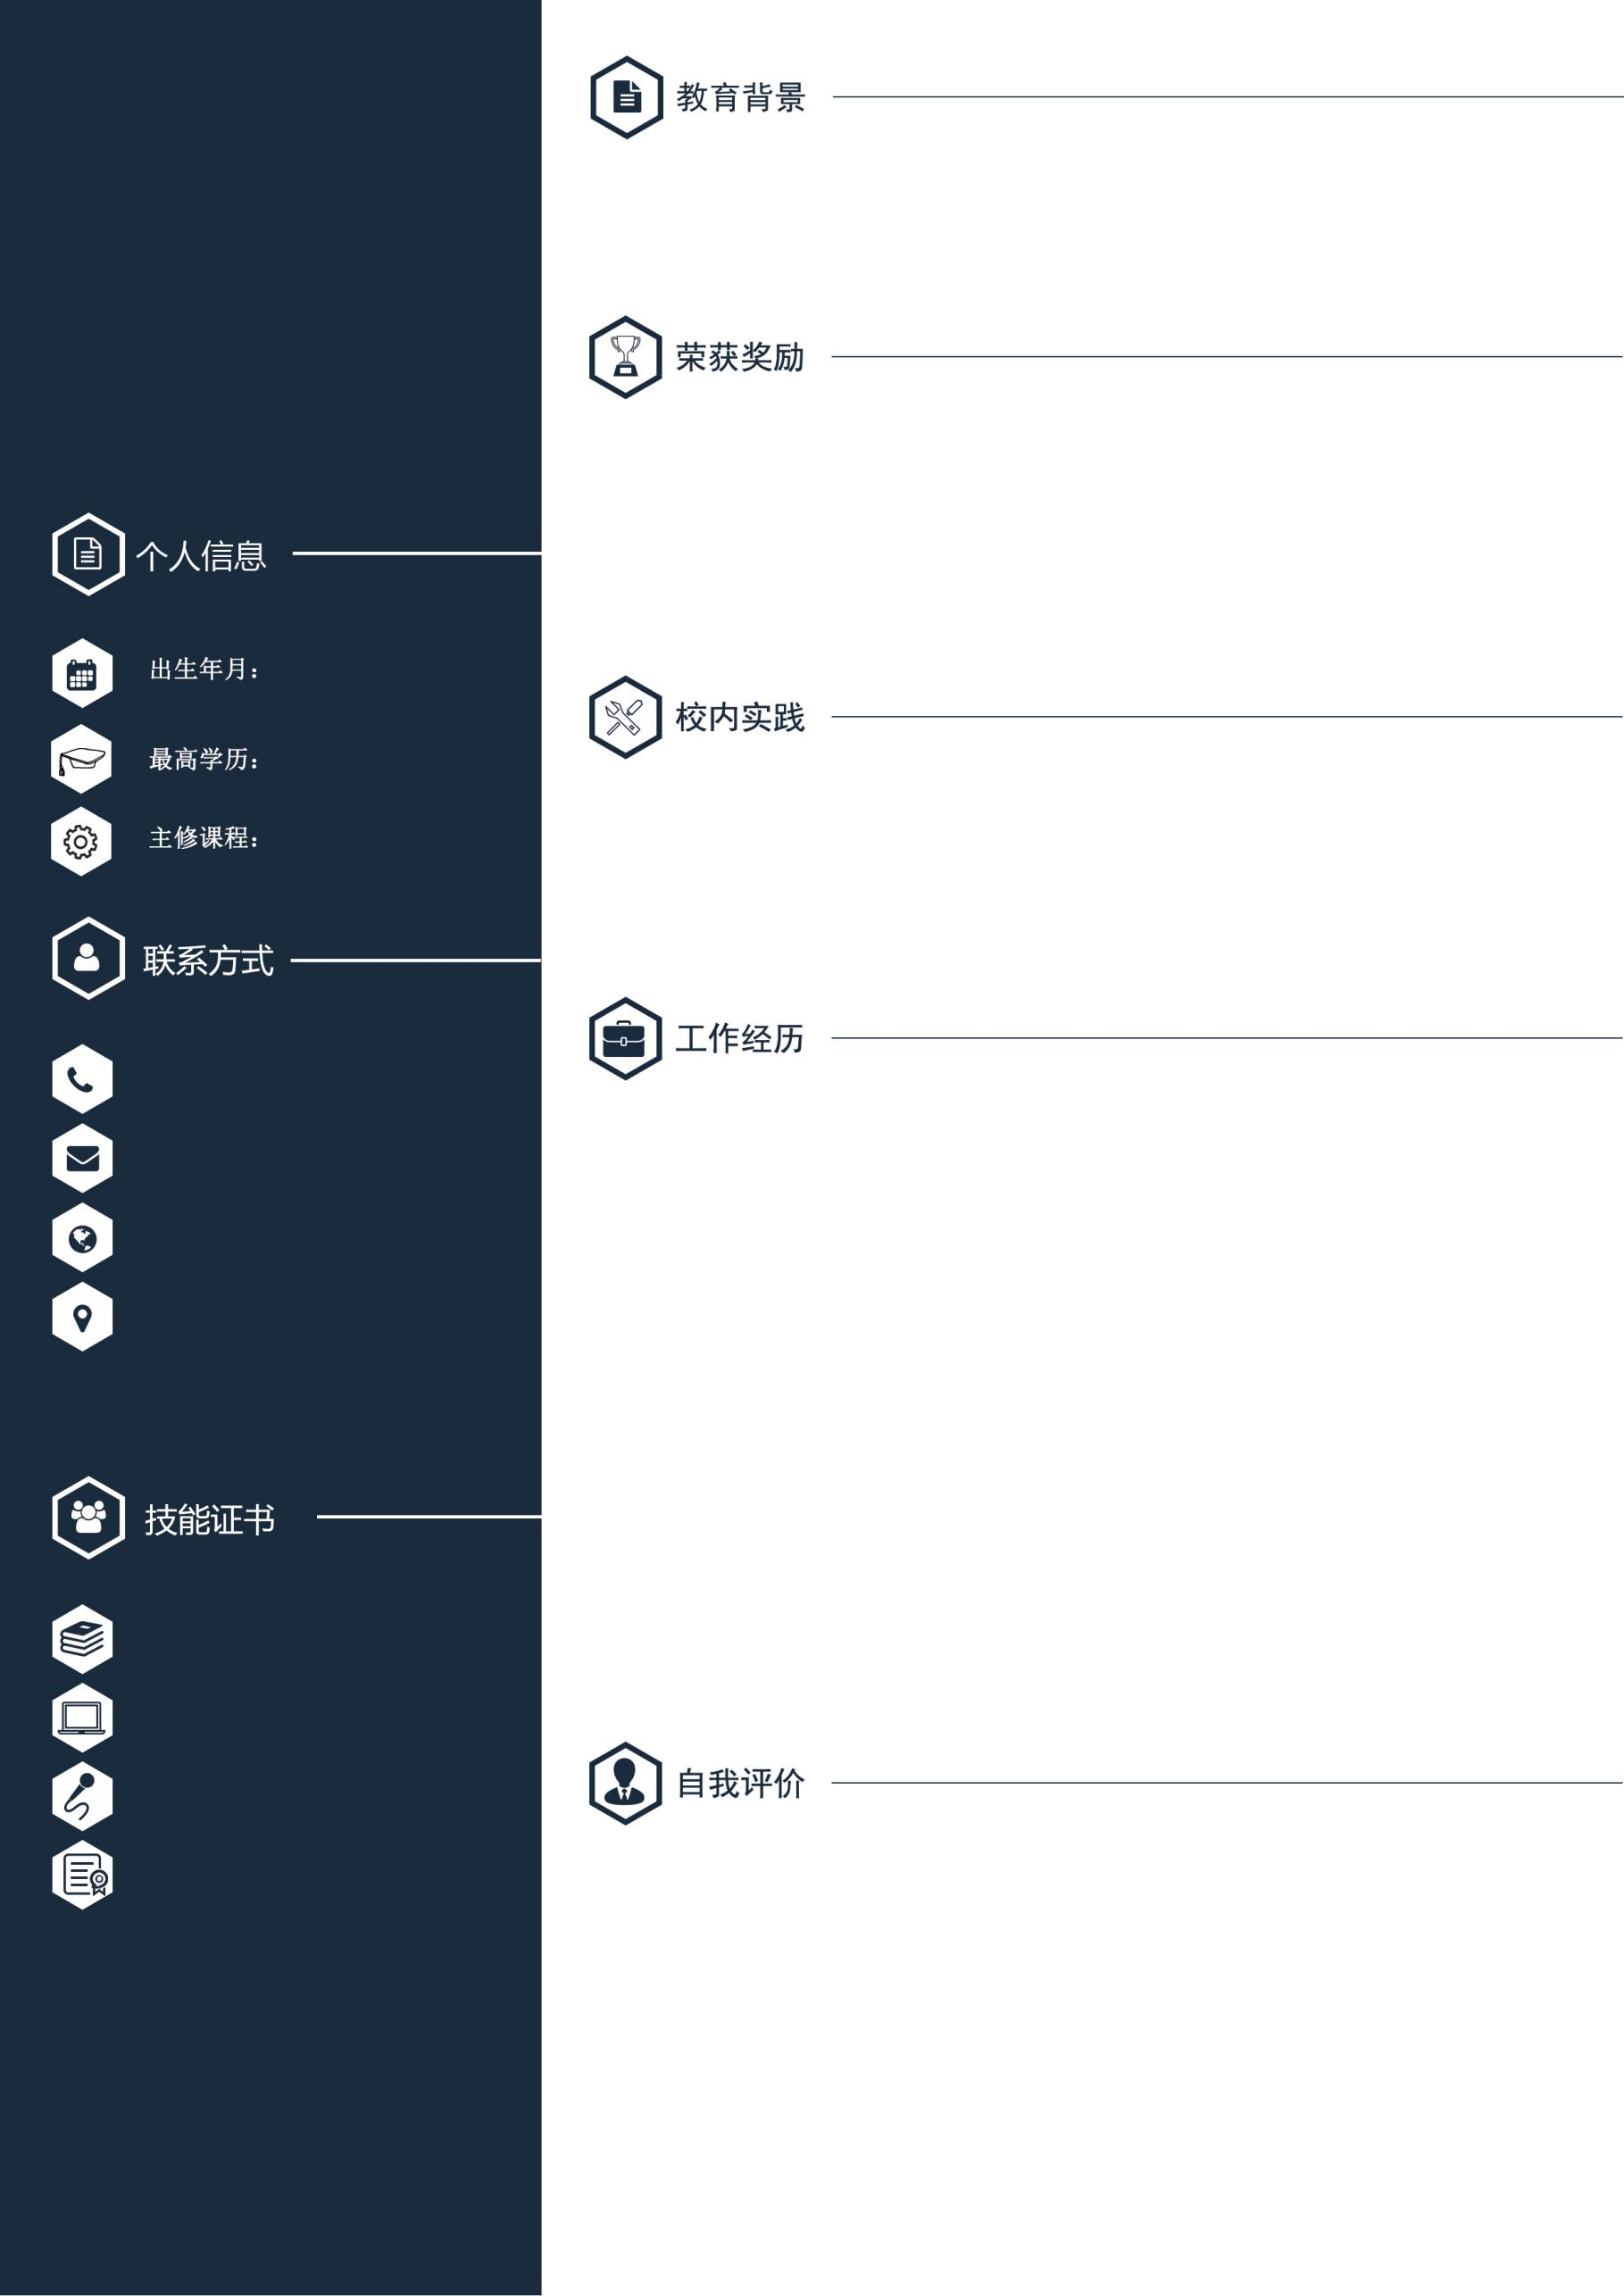 个人信息
出生年月：
最高学历：
主修课程：
联系方式
技能证书
教育背景
荣获奖励
校内实践
工作经历
自我评价